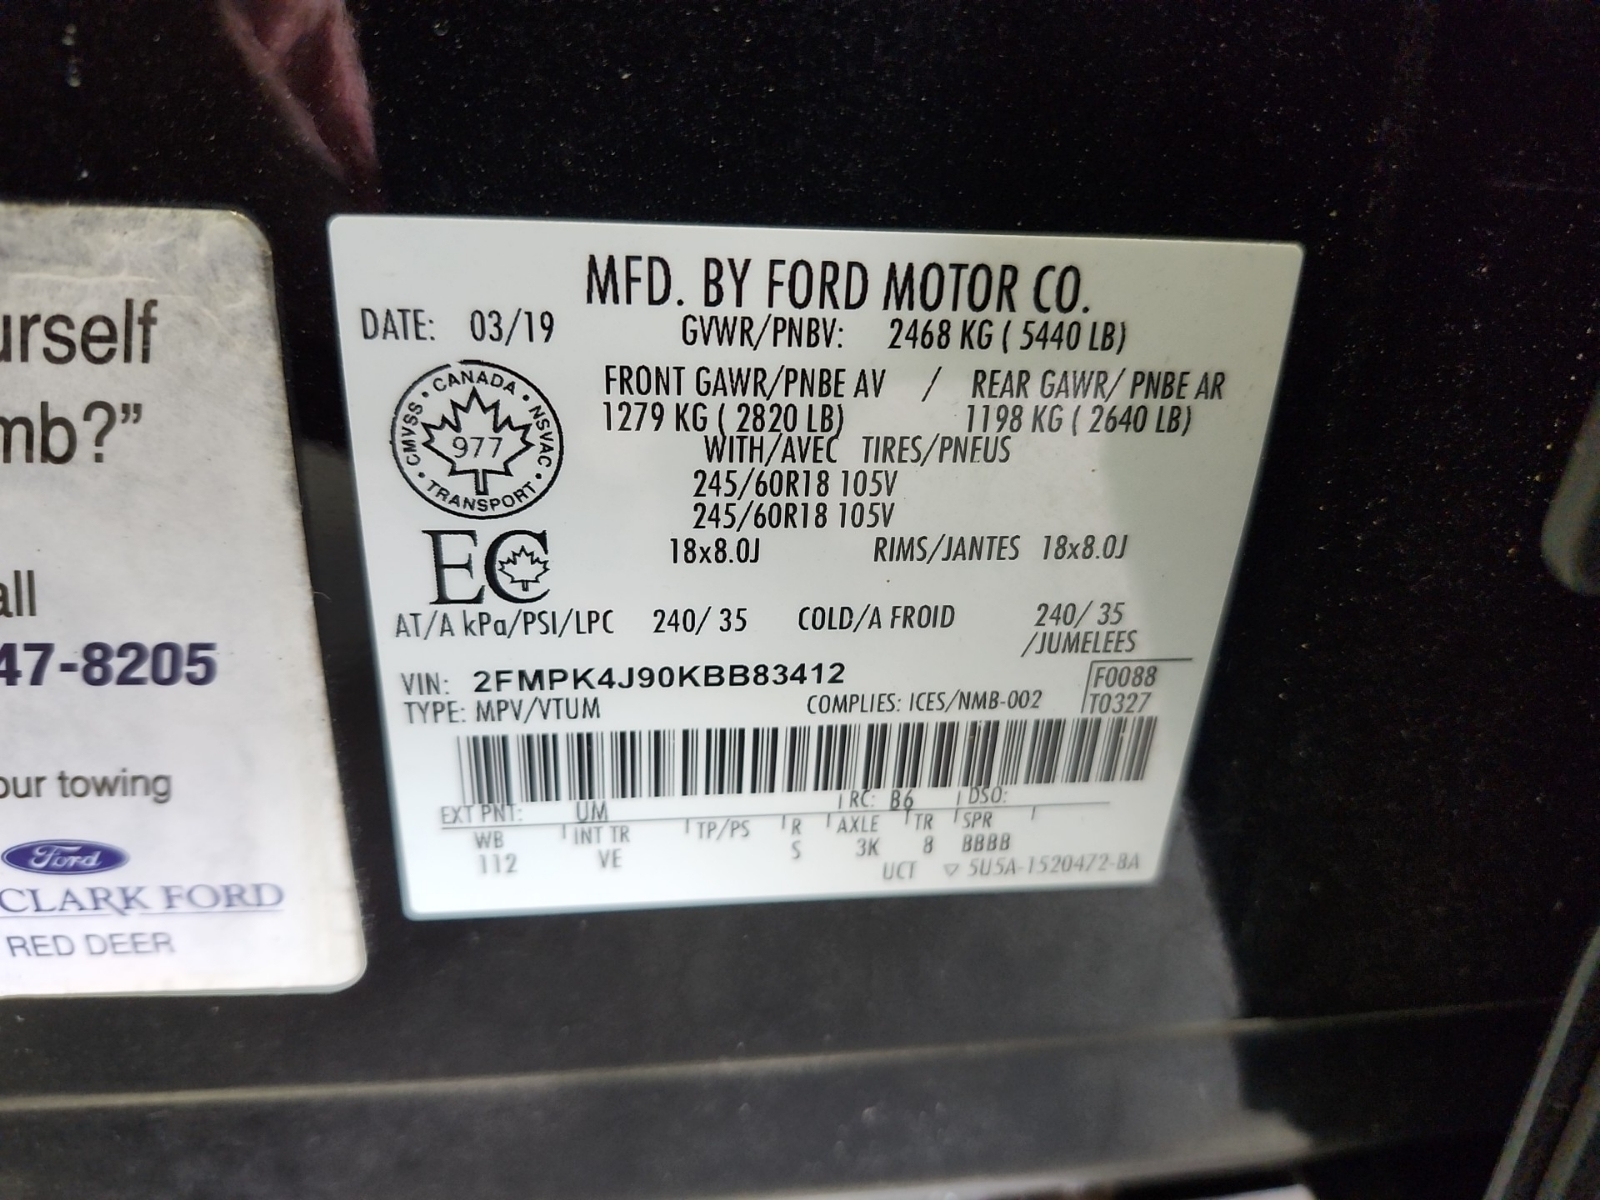 urself
mb?”
all
47-8205
our towing
Ford
CLARK FORD
RED DEER
MFD. BY FORD MOTOR CO.
DATE: 03/19 GVWR/PNBV: 2468 KG ( 5440 LB)
FRONT GAWR/PNBE AV / REAR GAWR/ PNBE AR
1279 KG ( 2820 LB) 1198 KG ( 2640 LB)
WITH/AVEC TIRES/PNEUS
245/60R18 105V
245/60R18 105V
18x8.0J RIMS/JANTES 18x8.0J
CANADA • NSVAC • TRANSPORT • CMVSS •
977
EC
AT/A kPa/PSI/LPC 240/ 35 COLD/A FROID 240/ 35
/JUMELEES
VIN: 2FMPK4J90KBB83412 F0088
TYPE: MPV/VTUM COMPLIES: ICES/NMB-002 T0327
EXT PNT: UM RC: B6 DSO:
WB INT TR TP/PS R AXLE TR SPR
112 VE S 3K 8 BBBB
UCT ▽ 5U5A-1520472-BA